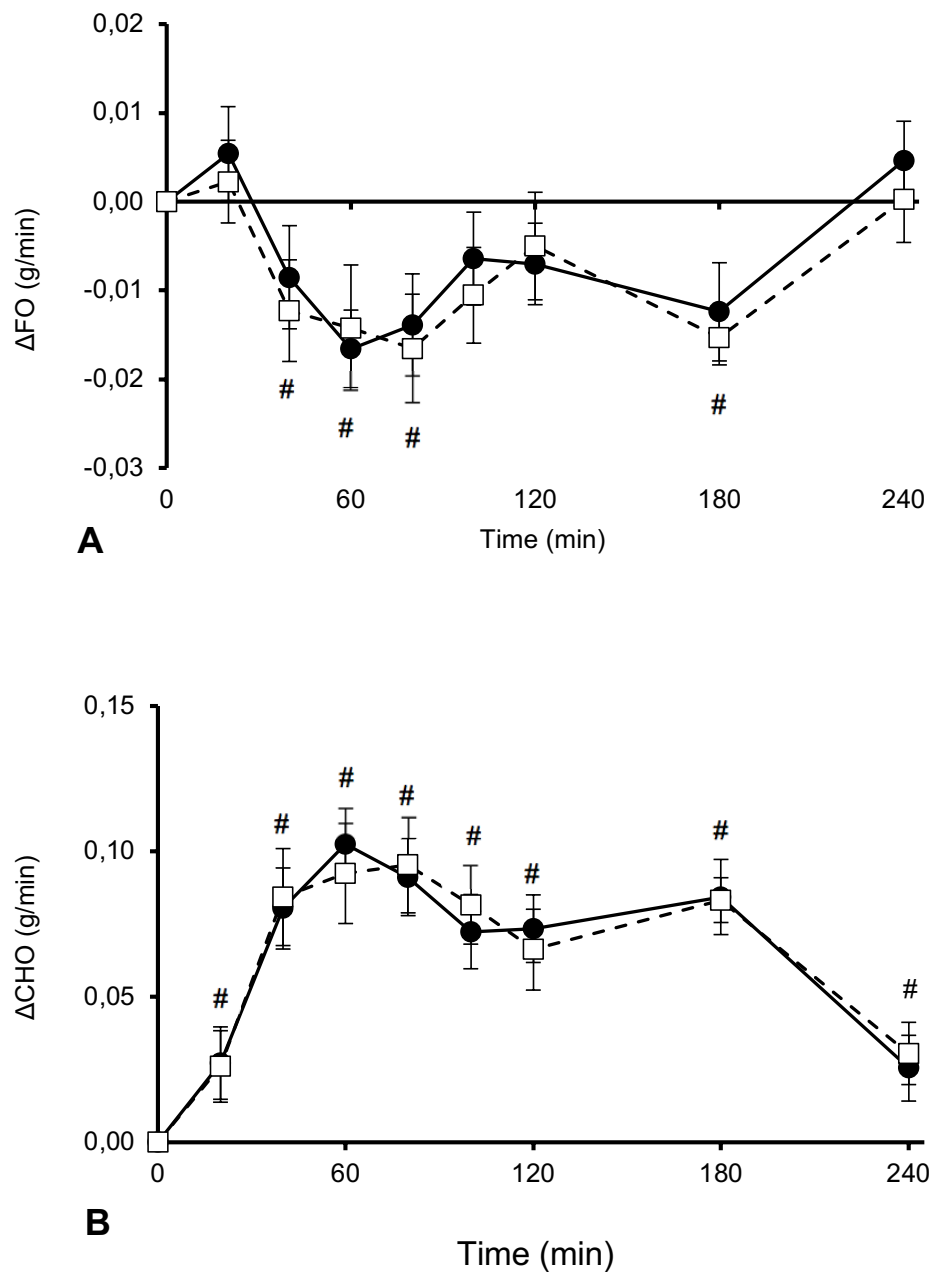 0,02
0,01
0,00
-0,01
-0,02
-0,03
ΔFO (g/min)
# # # #
0 60 120 180 240
Time (min)
A
0,15
0,10
0,05
0,00
ΔCHO (g/min)
# # # # # # # #
0 60 120 180 240
B
Time (min)